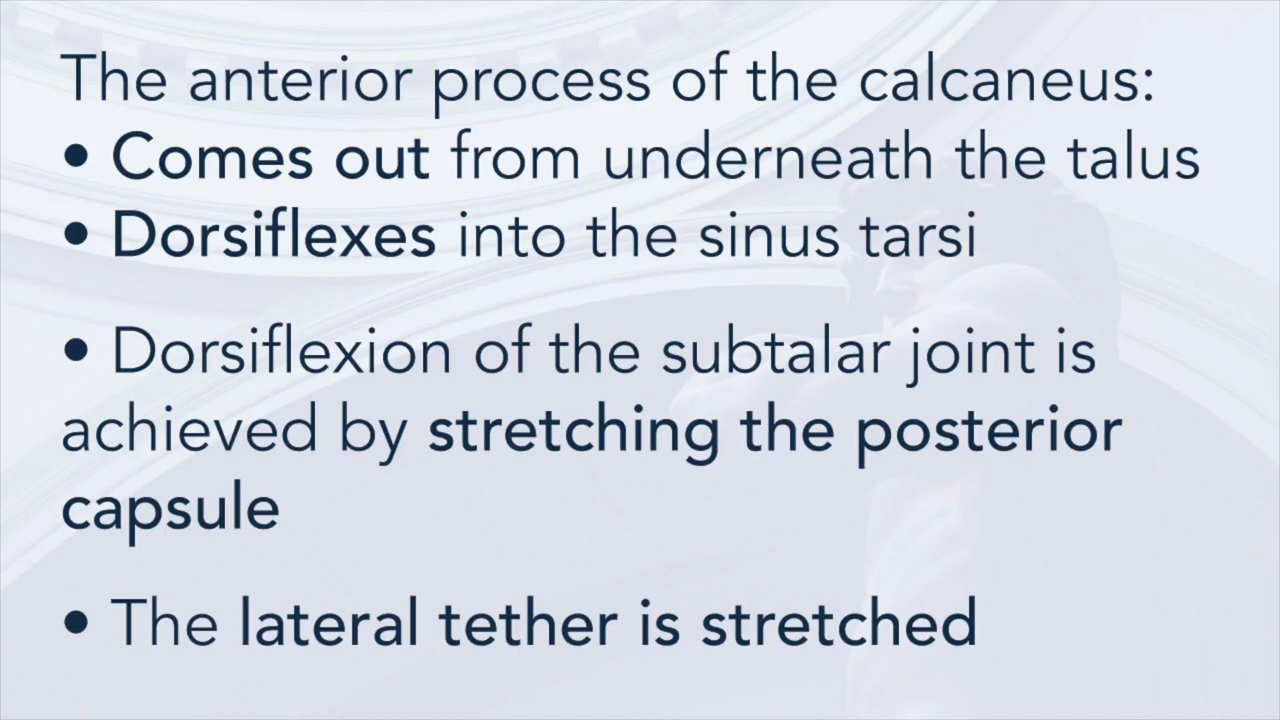 The anterior process of the calcaneus:
• Comes out from underneath the talus
• Dorsiflexes into the sinus tarsi
• Dorsiflexion of the subtalar joint is
achieved by stretching the posterior
capsule
• The lateral tether is stretched